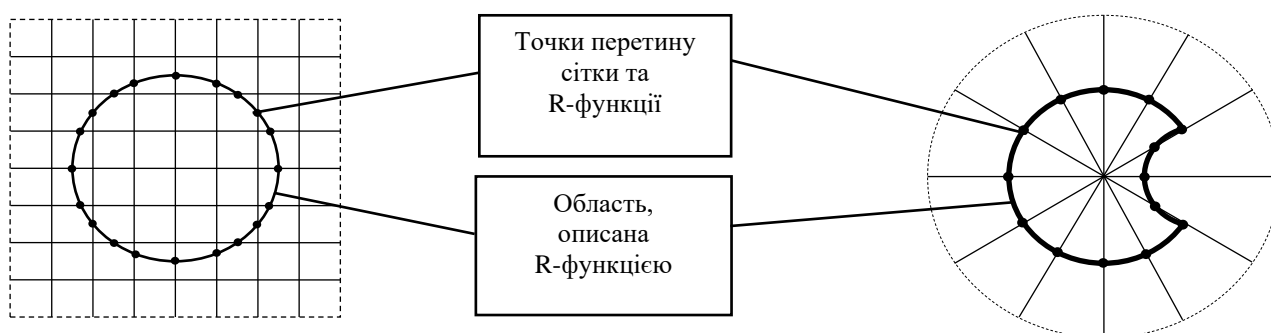 Точки перетину
сітки та
R-функції
Область,
описана
R-функцією